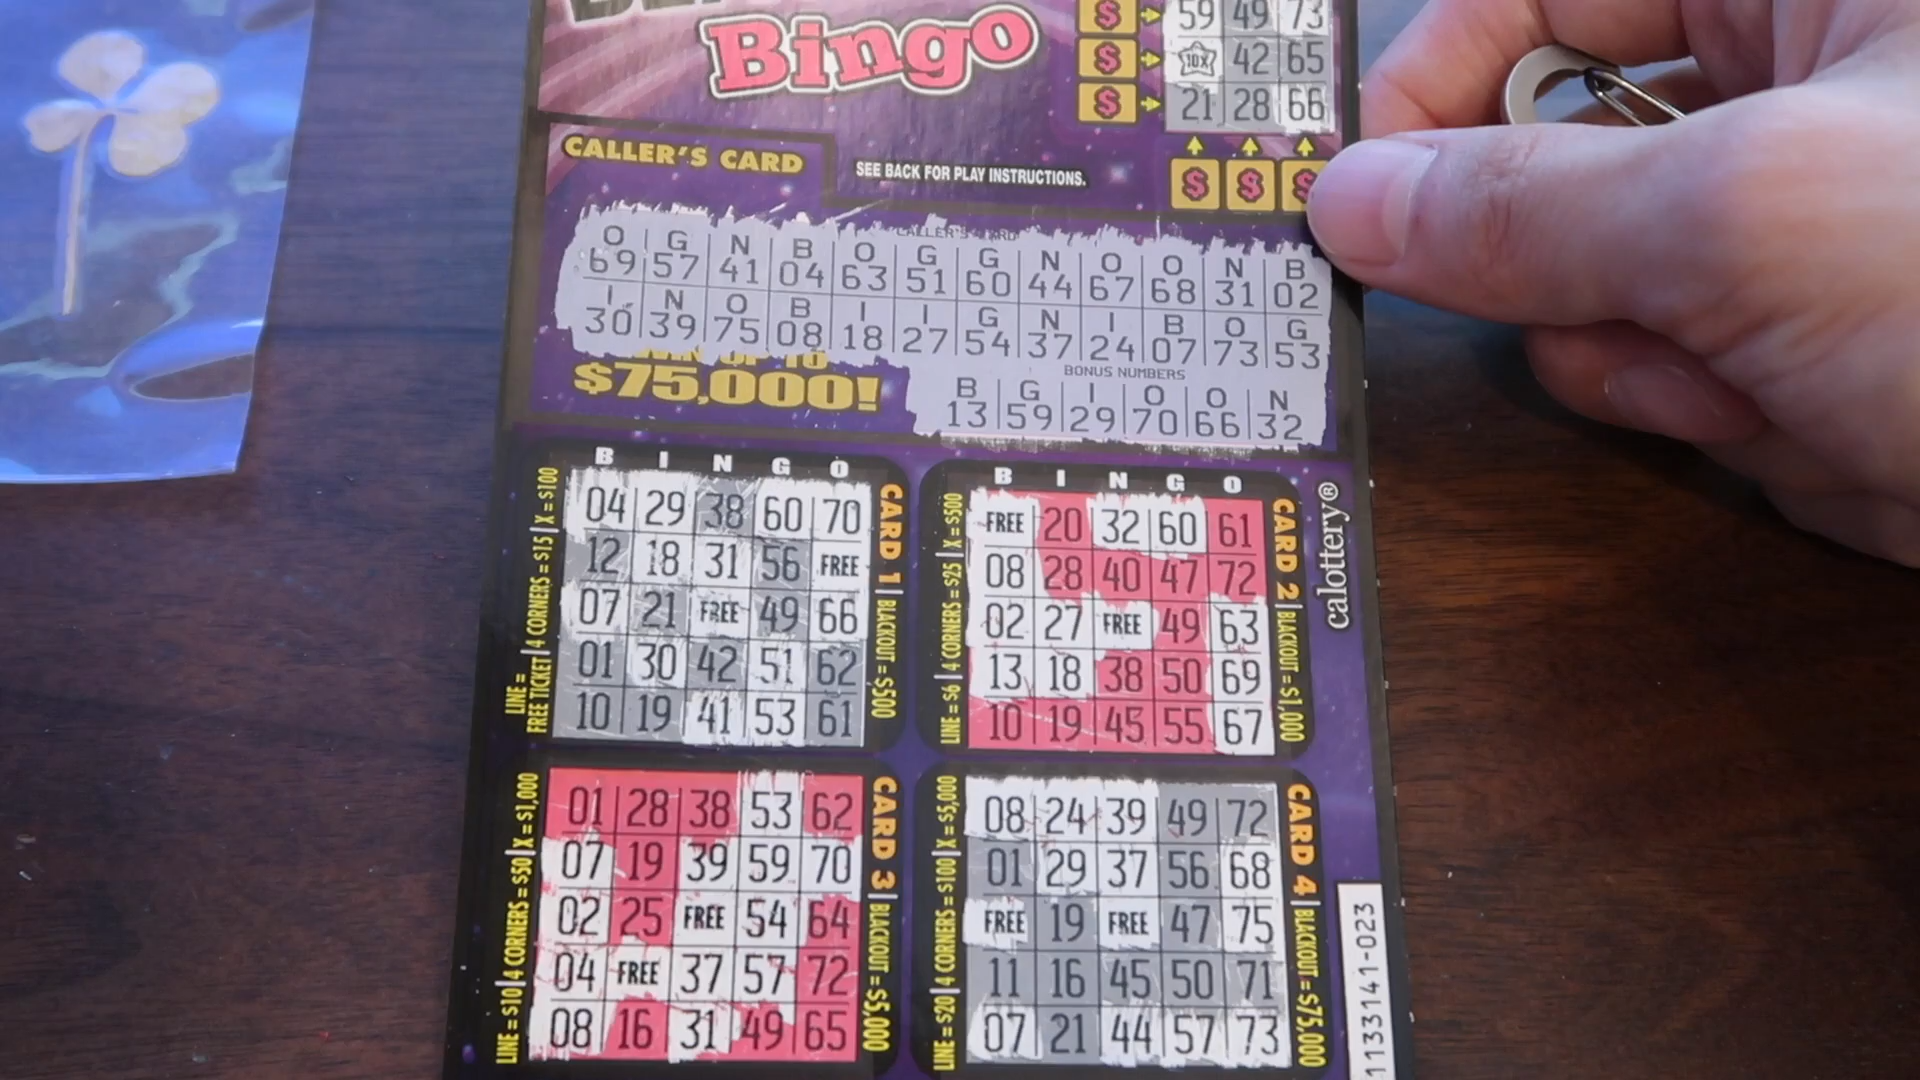 Bingo
$ 59 49 73
$ 10X 42 65
$ 21 28 66
$ $ $
CALLER'S CARD
SEE BACK FOR PLAY INSTRUCTIONS.
O G N B O G G N O O N B
69 57 41 04 63 51 60 44 67 68 31 02
I N O B I I G N I B O G
30 39 75 08 18 27 54 37 24 07 73 53
WIN UP TO
$75,000!
BONUS NUMBERS
B G I O O N
13 59 29 70 66 32
B I N G O
04 29 38 60 70
12 18 31 56 FREE
07 21 FREE 49 66
01 30 42 51 62
10 19 41 53 61
LINE = FREE TICKET | 4 CORNERS = $15 | X = $100
CARD 1 | BLACKOUT = $500
B I N G O
FREE 20 32 60 61
08 28 40 47 72
02 27 FREE 49 63
13 18 38 50 69
10 19 45 55 67
LINE = $6 | 4 CORNERS = $25 | X = $500
CARD 2 | BLACKOUT = $1,000
calottery®
01 28 38 53 62
07 19 39 59 70
02 25 FREE 54 64
04 FREE 37 57 72
08 16 31 49 65
LINE = $10 | 4 CORNERS = $50 | X = $1,000
CARD 3 | BLACKOUT = $5,000
08 24 39 49 72
01 29 37 56 68
FREE 19 FREE 47 75
11 16 45 50 71
07 21 44 57 73
LINE = $20 | 4 CORNERS = $100 | X = $5,000
CARD 4 | BLACKOUT = $75,000
1133141-023